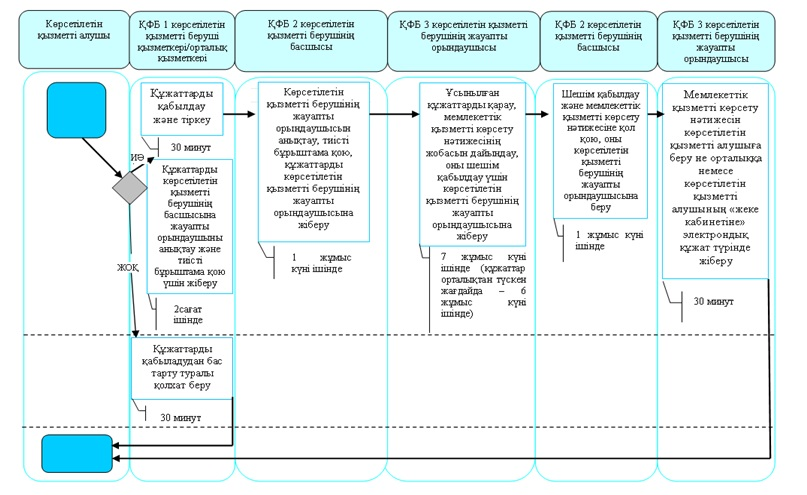 Көрсетілетін
қызметті алушы
ҚФБ 1 көрсетілетін
қызметті беруші
қызметкері/орталық
қызметкері
ҚФБ 2 көрсетілетін
қызметті берушінің
басшысы
ҚФБ 3 көрсетілетін қызметті
берушінің жауапты
орындаушысы
ҚФБ 2 көрсетілетін
қызметті берушінің
басшысы
ҚФБ 3 көрсетілетін
қызметті берушінің
жауапты
орындаушысы
Құжаттарды
қабылдау
және тіркеу
30 минут
ИӘ
Құжаттарды
көрсетілетін
қызметті
берушінің
басшысына
жауапты
орындаушыны
анықтау және
тиісті
бұрыштама қою
үшін жіберу
2сағат
ішінде
ЖОҚ
Құжаттарды
қабыладудан бас
тарту туралы
қолхат беру
30 минут
Көрсетілетін
қызметті берушінің
жауапты
орындаушысын
анықтау, тиісті
бұрыштама қою,
құжаттарды
көрсетілетін
қызметті берушінің
жауапты
орындаушысына
жіберу
1 жұмыс
күні ішінде
Ұсынылған
құжаттарды қарау,
мемлекеттік
қызметті көрсету
нәтижесінің
жобасын дайындау,
оны шешім
қабылдау үшін
көрсетілетін
қызметті берушінің
жауапты
орындаушысына
жіберу
7 жұмыс күні
ішінде (құжаттар
орталықтан түскен
жағдайда – 6
жұмыс күні
ішінде)
Шешім қабылдау
және мемлекеттік
қызметті көрсету
нәтижесіне қол
қою, оны
көрсетілетін
қызметті
берушінің
жауапты
орындаушысына
беру
1 жұмыс күні
ішінде
Мемлекеттік
қызметті көрсету
нәтижесін
көрсетілетін
қызметті алушыға
беру не орталыққа
немесе
көрсетілетін
қызметті
алушының «жеке
кабинетіне»
электрондық
құжат түрінде
жіберу
30 минут